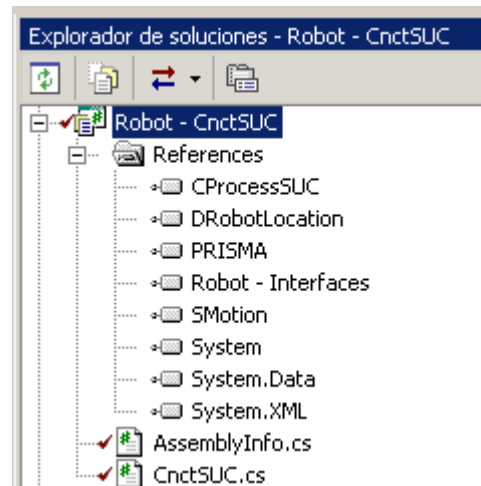 Explorador de soluciones - Robot - CnctSUC
Robot - CnctSUC
References
CProcessSUC
DRobotLocation
PRISMA
Robot - Interfaces
SMotion
System
System.Data
System.XML
AssemblyInfo.cs
CnctSUC.cs